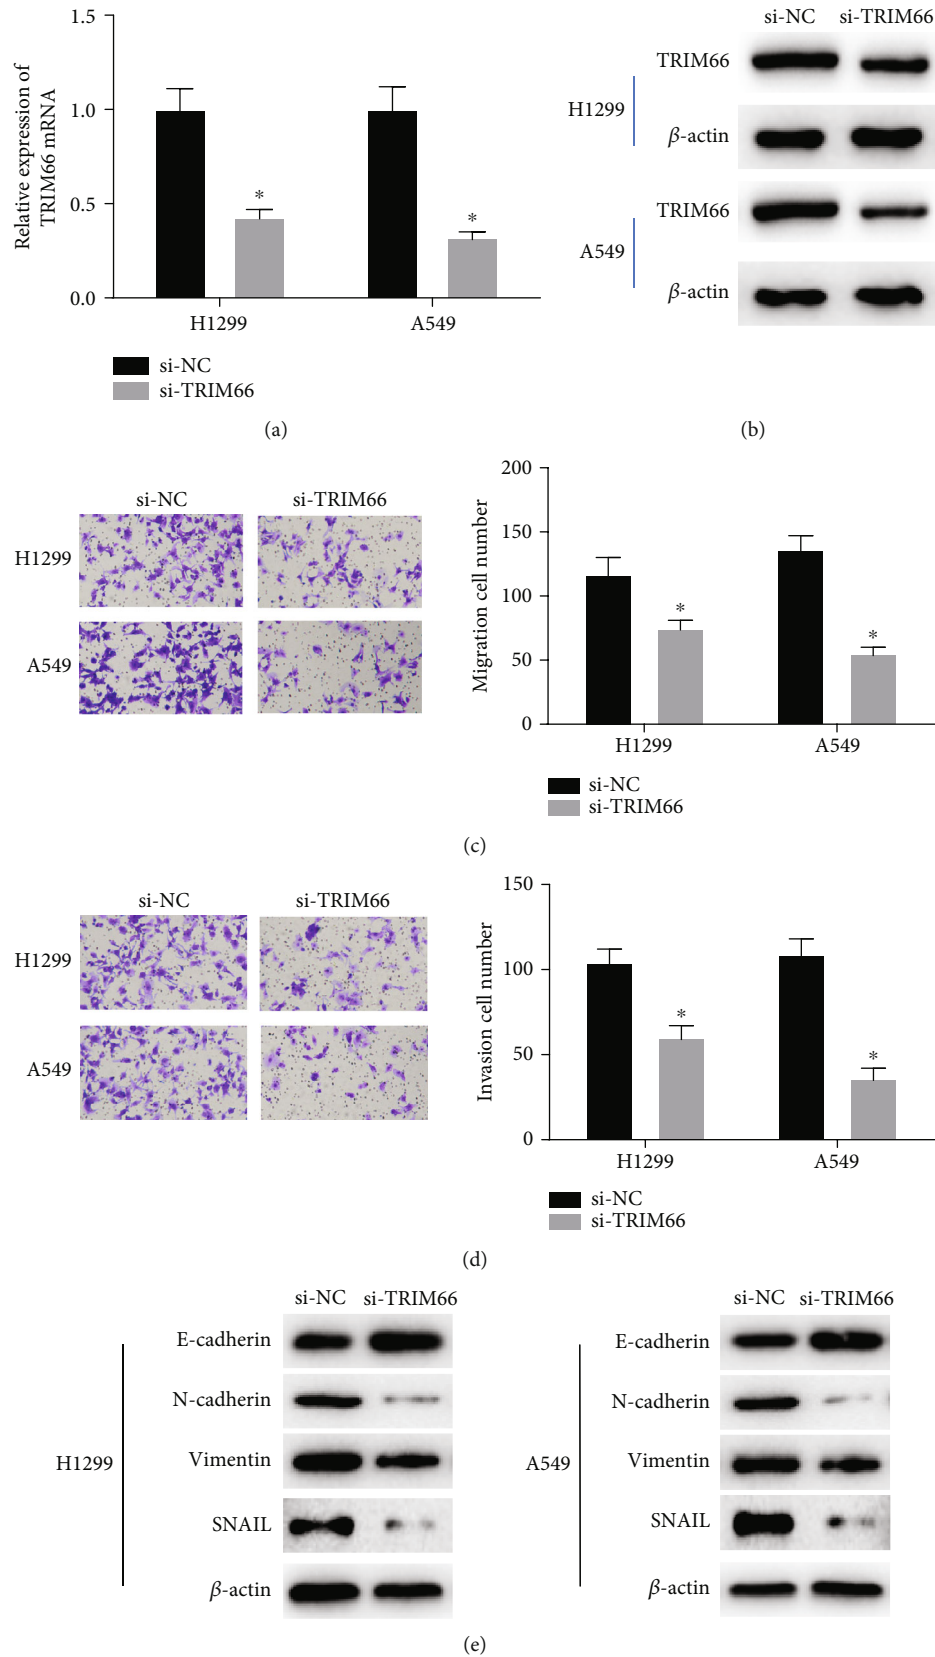 1.5
1.0
0.5
0.0
Relative expression of
TRIM66 mRNA
*
*
H1299
A549
si-NC
si-TRIM66
(a)
si-NC si-TRIM66
TRIM66
H1299
β-actin
TRIM66
A549
β-actin
(b)
si-NC si-TRIM66
H1299
A549
200
150
100
50
0
Migration cell number
*
*
H1299
A549
si-NC
si-TRIM66
(c)
si-NC si-TRIM66
H1299
A549
150
100
50
0
Invasion cell number
*
*
H1299
A549
si-NC
si-TRIM66
(d)
si-NC si-TRIM66
E-cadherin
N-cadherin
H1299
Vimentin
SNAIL
β-actin
si-NC si-TRIM66
E-cadherin
N-cadherin
A549
Vimentin
SNAIL
β-actin
(e)